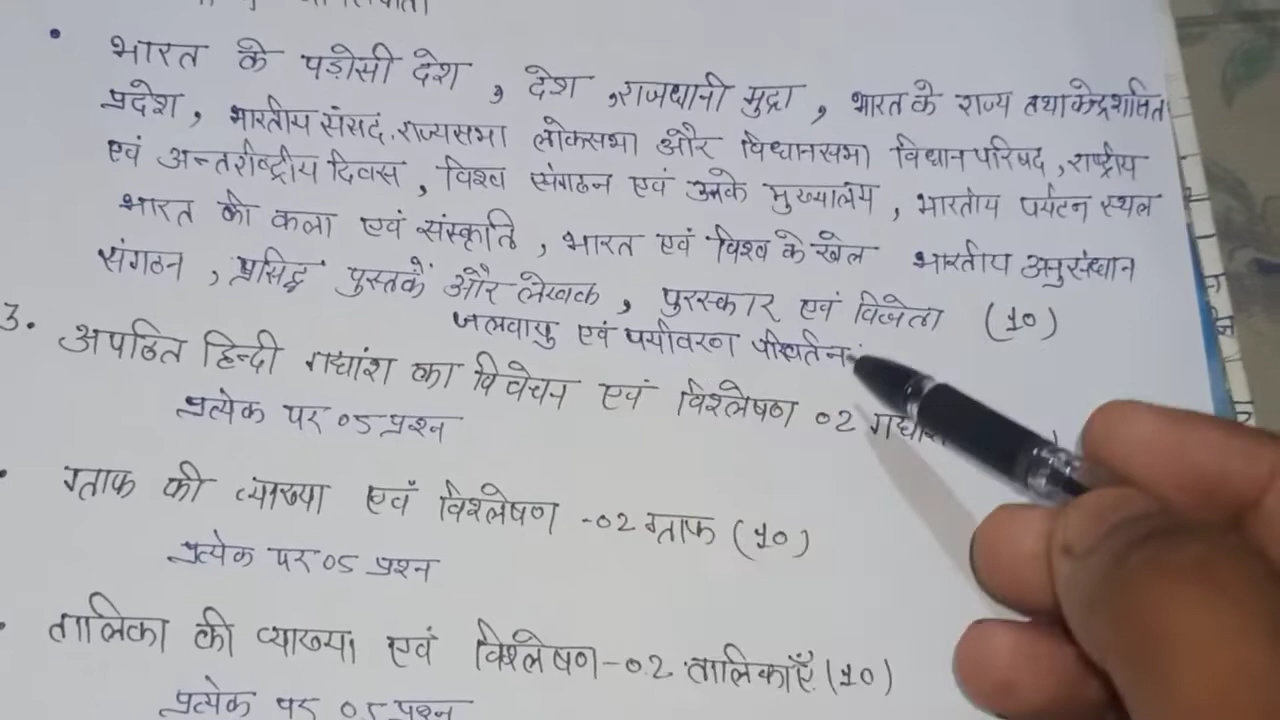 • भारत के पड़ोसी देश , देश ,राजधानी मुद्रा , भारत के राज्य तथा केन्द्रशासित
प्रदेश , भारतीय संसद, राज्यसभा लोकसभा और विधानसभा विधान परिषद , राष्ट्रीय
एवं अन्तर्राष्ट्रीय दिवस , विश्व संगठन एवं उनके मुख्यालय , भारतीय पर्यटन स्थल
भारत की कला एवं संस्कृति , भारत एवं विश्व के खेल भारतीय अनुसंधान
संगठन , प्रसिद्ध पुस्तकें और लेखक , पुरस्कार एवं विजेता (10)
जलवायु एवं पर्यावरण परिवर्तन
3. अपठित हिन्दी गद्यांश का विवेचन एवं विश्लेषण 02
प्रत्येक पर 05 प्रश्न
• ग्राफ की व्याख्या एवं विश्लेषण -02 ग्राफ (10)
प्रत्येक पर 05 प्रश्न
• तालिका की व्याख्या एवं विश्लेषण-02 तालिकाएँ (10)
प्रत्येक पर 05 प्रश्न